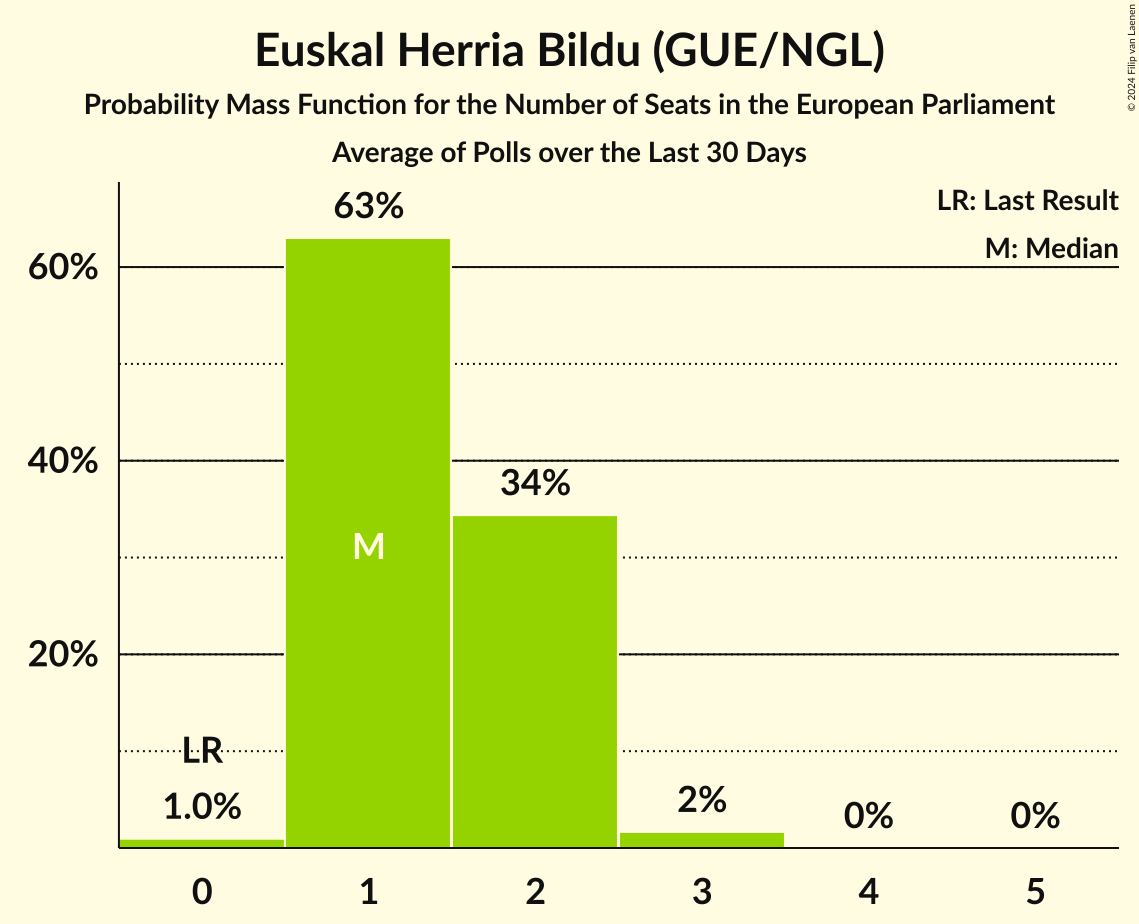 Euskal Herria Bildu (GUE/NGL)
Probability Mass Function for the Number of Seats in the European Parliament
Average of Polls over the Last 30 Days
© 2024 Filip van Laenen
LR: Last Result
M: Median
63%
60%
40%
34%
M
20%
LR
1.0%
2%
0%
0%
0 1 2 3 4 5